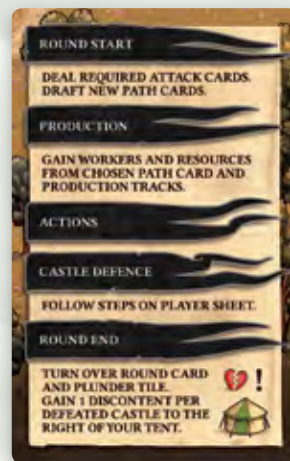 ROUND START
DEAL REQUIRED ATTACK CARDS.
DRAFT NEW PATH CARDS.
PRODUCTION
GAIN WORKERS AND RESOURCES
FROM CHOSEN PATH CARD AND
PRODUCTION TRACKS.
ACTIONS
CASTLE DEFENCE
FOLLOW STEPS ON PLAYER SHEET.
ROUND END
TURN OVER ROUND CARD
AND PLUNDER TILE.
GAIN 1 DISCONTENT PER
DEFEATED CASTLE TO THE
RIGHT OF YOUR TENT.
!